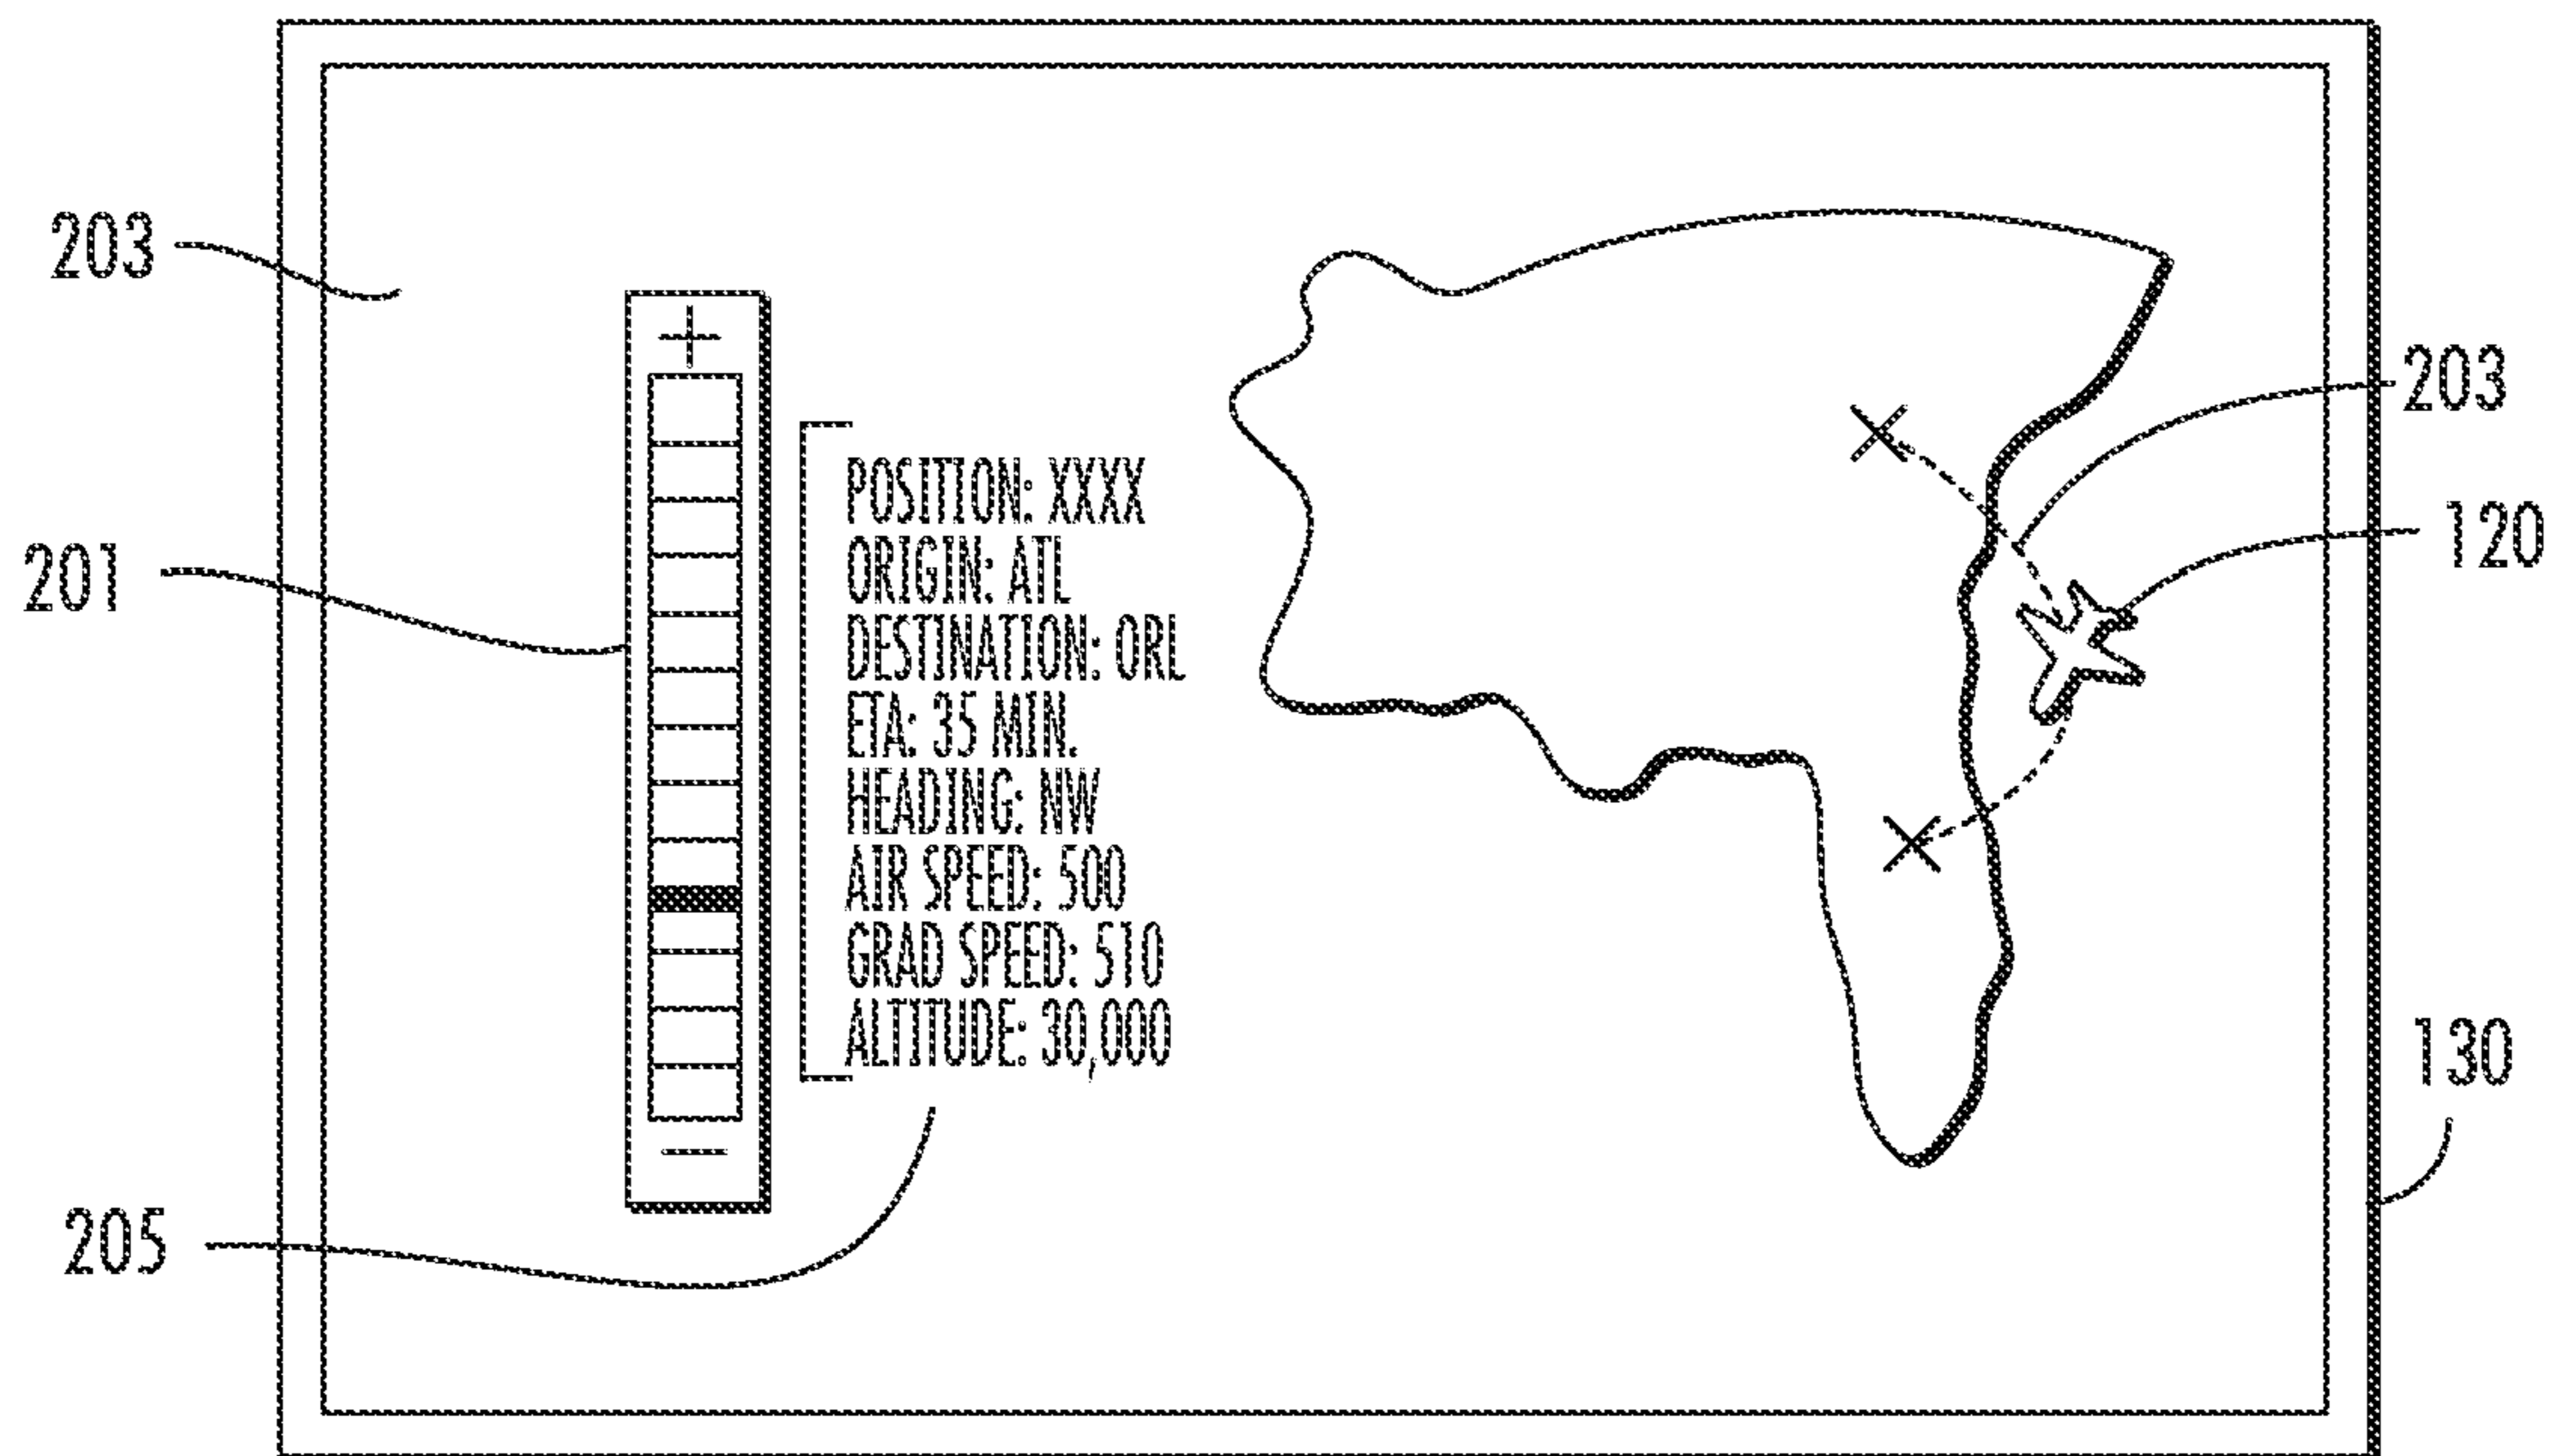 203
201
205
+
—
POSITION: XXXX
ORIGIN: ATL
DESTINATION: ORL
ETA: 35 MIN.
HEADING: NW
AIR SPEED: 500
GRAD SPEED: 510
ALTITUDE: 30,000
203
120
130